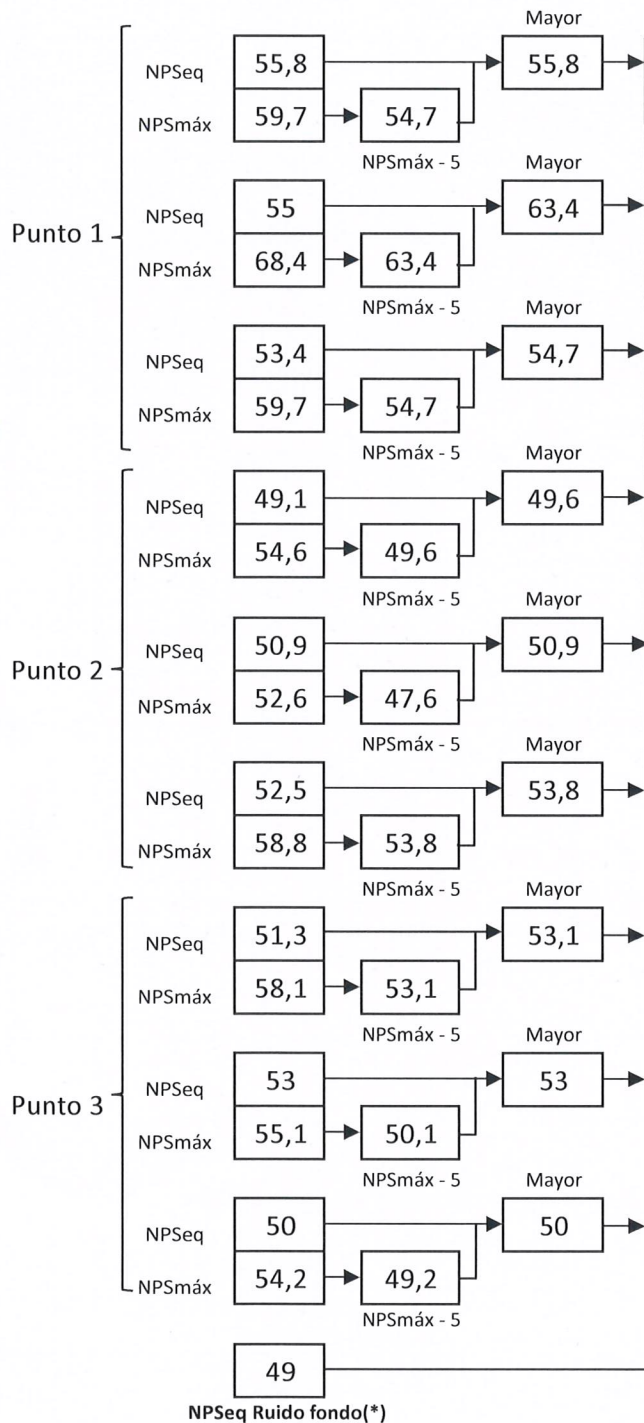 Mayor
NPSeq 55,8 55,8
NPSmáx 59,7 54,7
NPSmáx - 5 Mayor
Punto 1
NPSeq 55 63,4
NPSmáx 68,4 63,4
NPSmáx - 5 Mayor
NPSeq 53,4 54,7
NPSmáx 59,7 54,7
NPSmáx - 5 Mayor
NPSeq 49,1 49,6
NPSmáx 54,6 49,6
NPSmáx - 5 Mayor
Punto 2
NPSeq 50,9 50,9
NPSmáx 52,6 47,6
NPSmáx - 5 Mayor
NPSeq 52,5 53,8
NPSmáx 58,8 53,8
NPSmáx - 5 Mayor
NPSeq 51,3 53,1
NPSmáx 58,1 53,1
NPSmáx - 5 Mayor
Punto 3
NPSeq 53 53
NPSmáx 55,1 50,1
NPSmáx - 5 Mayor
NPSeq 50 50
NPSmáx 54,2 49,2
NPSmáx - 5
49
NPSeq Ruido fondo(*)